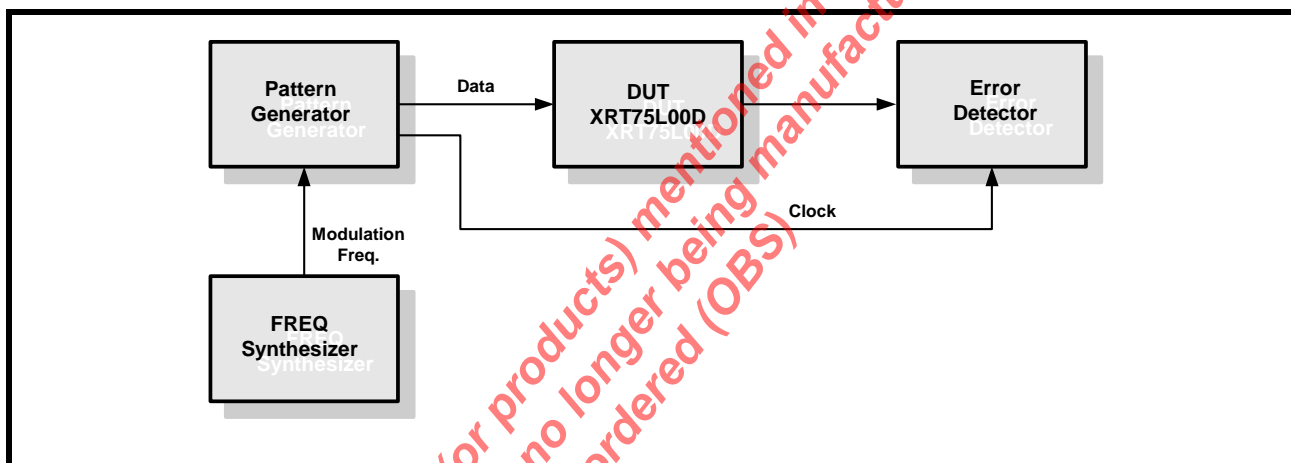 Pattern
Generator
Data
DUT
XRT75L00D
Error
Detector
Clock
Modulation
Freq.
FREQ
Synthesizer
(or products) mentioned in
no longer being manufactu
ordered (OBS)